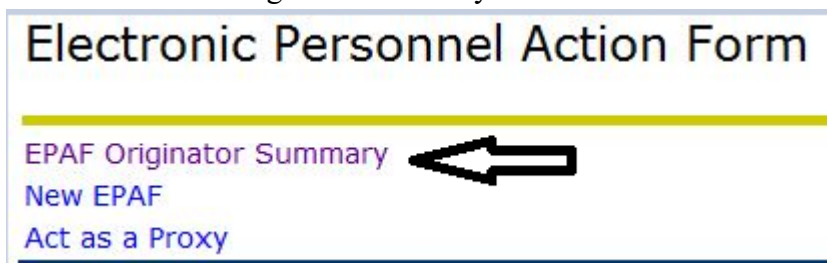 Electronic Personnel Action Form
EPAF Originator Summary
New EPAF
Act as a Proxy